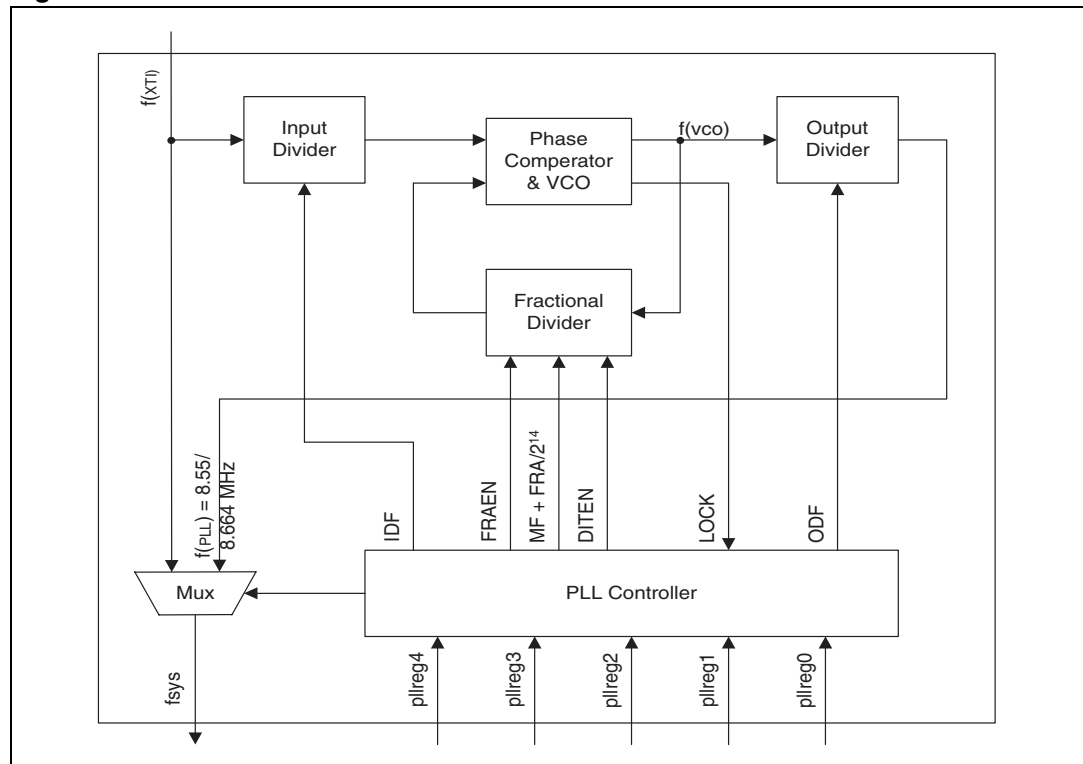 f(XTI)
Input
Divider
Phase
Comperator
& VCO
f(vco)
Output
Divider
Fractional
Divider
f(PLL) = 8.55/
8.664 MHz
IDF
FRAEN
MF + FRA/2¹⁴
DITEN
LOCK
ODF
Mux
PLL Controller
fsys
pllreg4
pllreg3
pllreg2
pllreg1
pllreg0